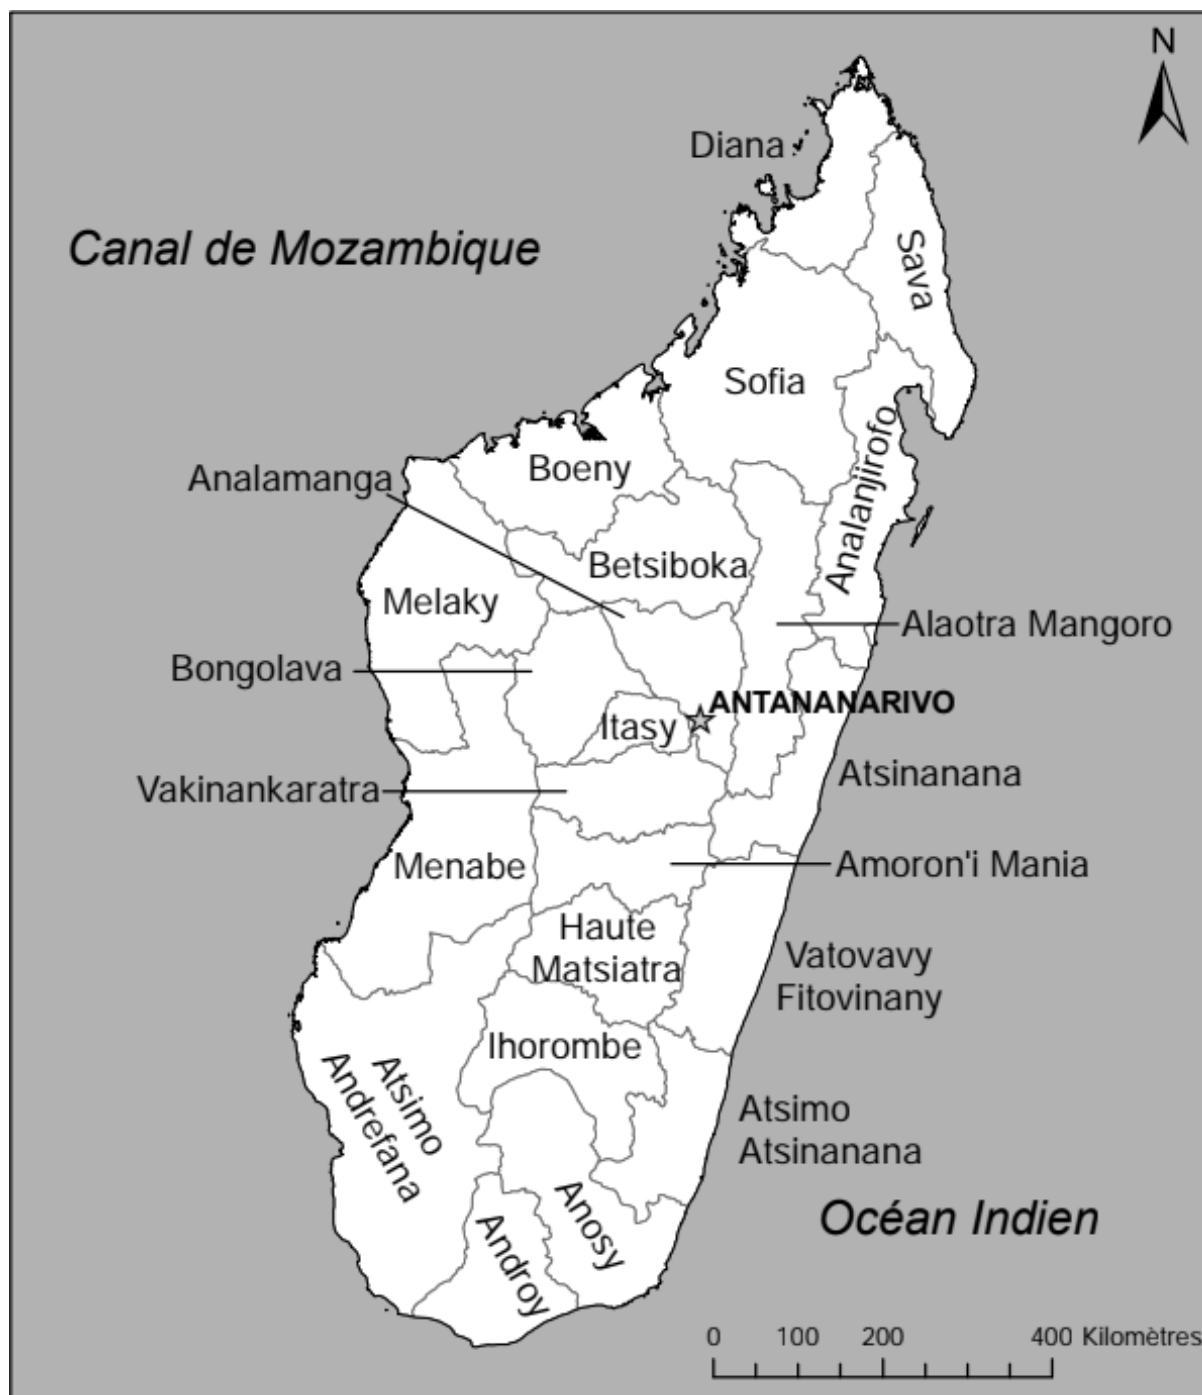 N
Diana
Canal de Mozambique
Sava
Sofia
Analanjirofo
Boeny
Analamanga
Betsiboka
Melaky
Alaotra Mangoro
Bongolava
ANTANANARIVO
Itasy
Atsinanana
Vakinankaratra
Menabe
Amoron'i Mania
Haute
Matsiatra
Vatovavy
Fitovinany
Ihorombe
Atsimo
Andrefana
Atsimo
Atsinanana
Anosy
Androy
Océan Indien
0 100 200 400 Kilomètres